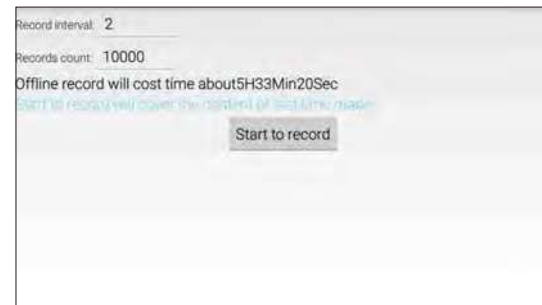 Record interval: 2
Records count: 10000
Offline record will cost time about5H33Min20Sec
Start to record will cover the content of last time made
Start to record